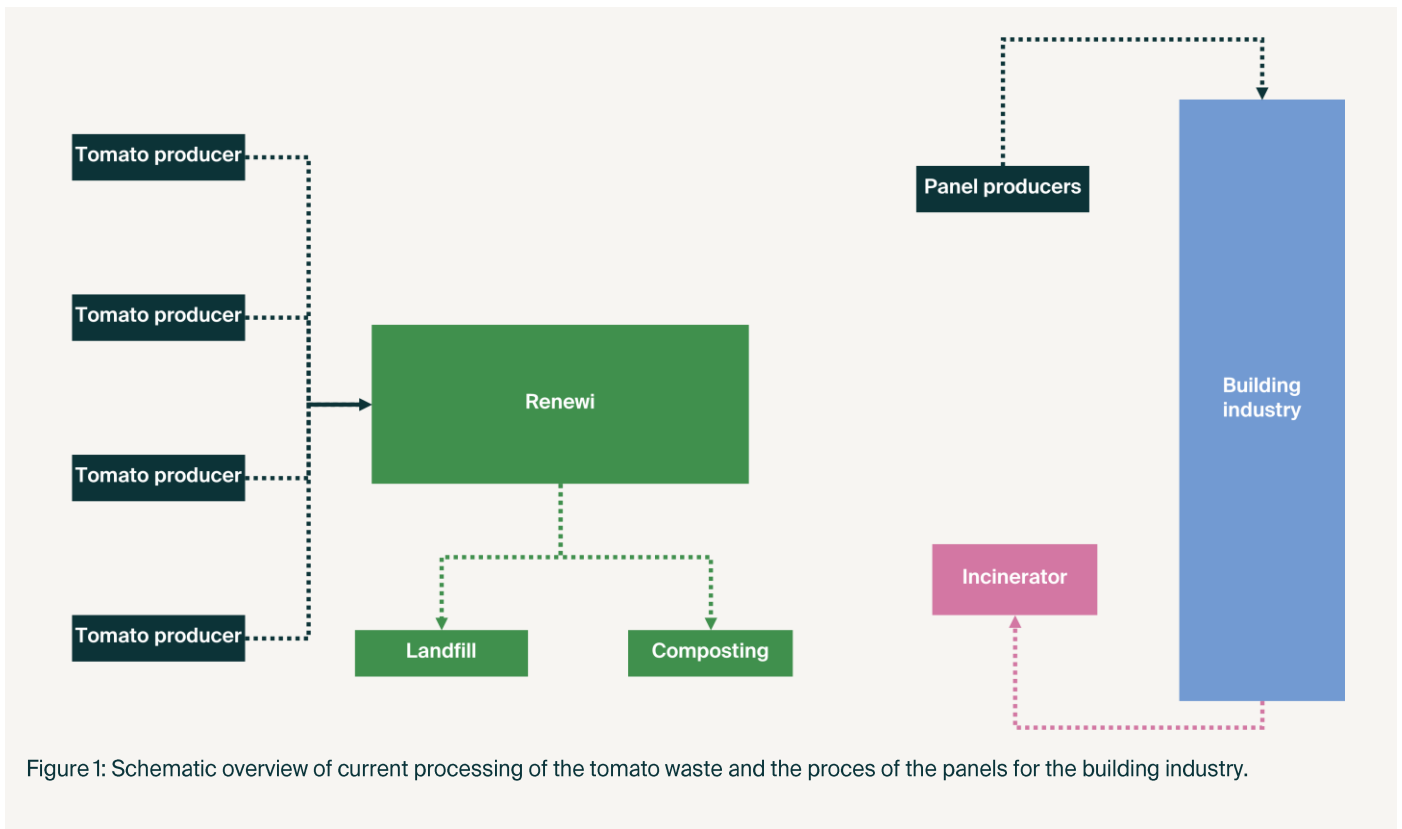 Tomato producer
Panel producers
Tomato producer
Renewi
Building
industry
Tomato producer
Incinerator
Tomato producer
Landfill
Composting
Figure 1: Schematic overview of current processing of the tomato waste and the proces of the panels for the building industry.